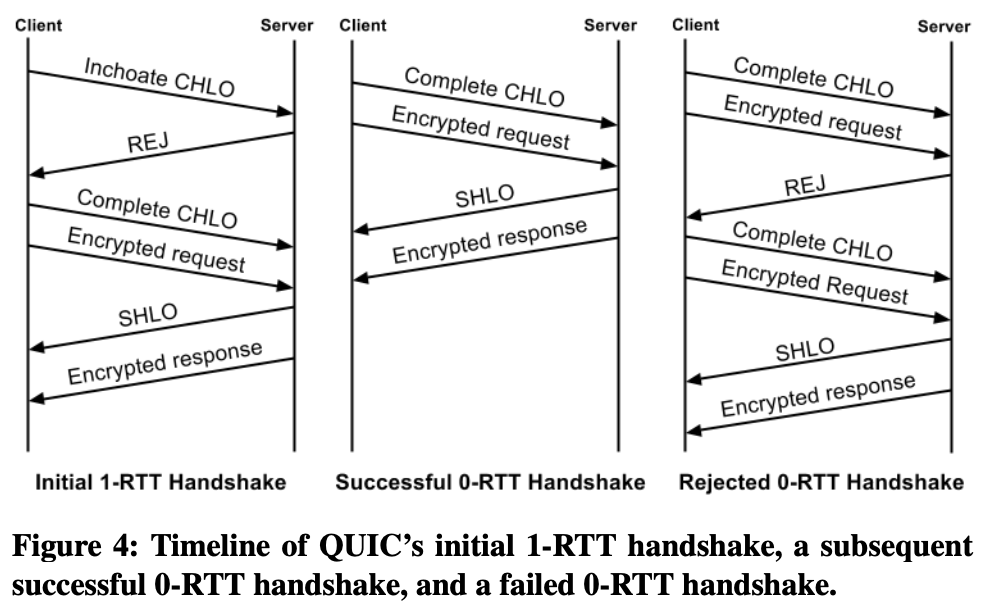 Client Server Client Server Client Server
Inchoate CHLO
REJ
Complete CHLO
Encrypted request
SHLO
Encrypted response
Initial 1-RTT Handshake
Complete CHLO
Encrypted request
SHLO
Encrypted response
Successful 0-RTT Handshake
Complete CHLO
Encrypted request
REJ
Complete CHLO
Encrypted Request
SHLO
Encrypted response
Rejected 0-RTT Handshake
Figure 4: Timeline of QUIC’s initial 1-RTT handshake, a subsequent
successful 0-RTT handshake, and a failed 0-RTT handshake.